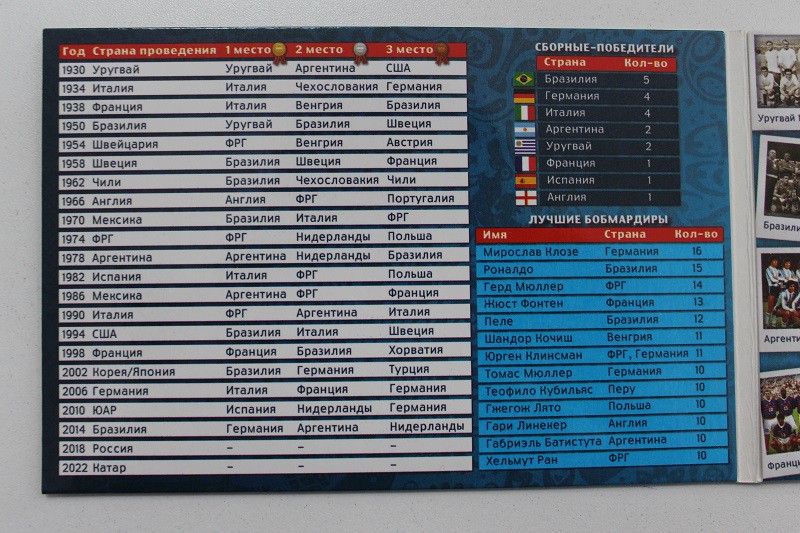 Год Страна проведения 1 место 2 место 3 место
1930 Уругвай Уругвай Аргентина США
1934 Италия Италия Чехословакия Германия
1938 Франция Италия Венгрия Бразилия
1950 Бразилия Уругвай Бразилия Швеция
1954 Швейцария ФРГ Венгрия Австрия
1958 Швеция Бразилия Швеция Франция
1962 Чили Бразилия Чехословакия Чили
1966 Англия Англия ФРГ Португалия
1970 Мексика Бразилия Италия ФРГ
1974 ФРГ ФРГ Нидерланды Польша
1978 Аргентина Аргентина Нидерланды Бразилия
1982 Испания Италия ФРГ Польша
1986 Мексика Аргентина ФРГ Франция
1990 Италия ФРГ Аргентина Италия
1994 США Бразилия Италия Швеция
1998 Франция Франция Бразилия Хорватия
2002 Корея/Япония Бразилия Германия Турция
2006 Германия Италия Франция Германия
2010 ЮАР Испания Нидерланды Германия
2014 Бразилия Германия Аргентина Нидерланды
2018 Россия – – –
2022 Катар – – –
СБОРНЫЕ-ПОБЕДИТЕЛИ
Страна Кол-во
Бразилия 5
Германия 4
Италия 4
Аргентина 2
Уругвай 2
Франция 1
Испания 1
Англия 1
ЛУЧШИЕ БОБМАРДИРЫ
Имя Страна Кол-во
Мирослав Клозе Германия 16
Роналдо Бразилия 15
Герд Мюллер ФРГ 14
Жюст Фонтен Франция 13
Пеле Бразилия 12
Шандор Кочиш Венгрия 11
Юрген Клинсман ФРГ, Германия 11
Томас Мюллер Германия 10
Теофило Кубильяс Перу 10
Гжегож Лято Польша 10
Гари Линекер Англия 10
Габриэль Батистута Аргентина 10
Хельмут Ран ФРГ 10
Уругвай 1
Бразили
Аргенти
Франци